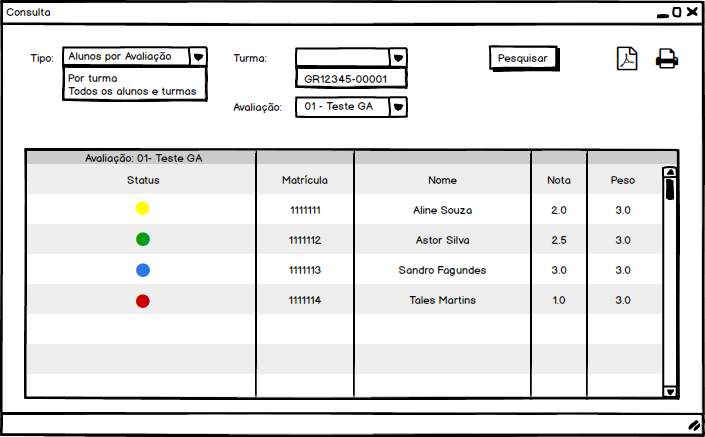 Consulta
Tipo: Alunos por Avaliação Turma: Pesquisar
Por turma GR12345-00001
Todos os alunos e turmas
Avaliação: 01 - Teste GA
Avaliação: 01- Teste GA
Status Matrícula Nome Nota Peso
1111111 Aline Souza 2.0 3.0
1111112 Astor Silva 2.5 3.0
1111113 Sandro Fagundes 3.0 3.0
1111114 Tales Martins 1.0 3.0